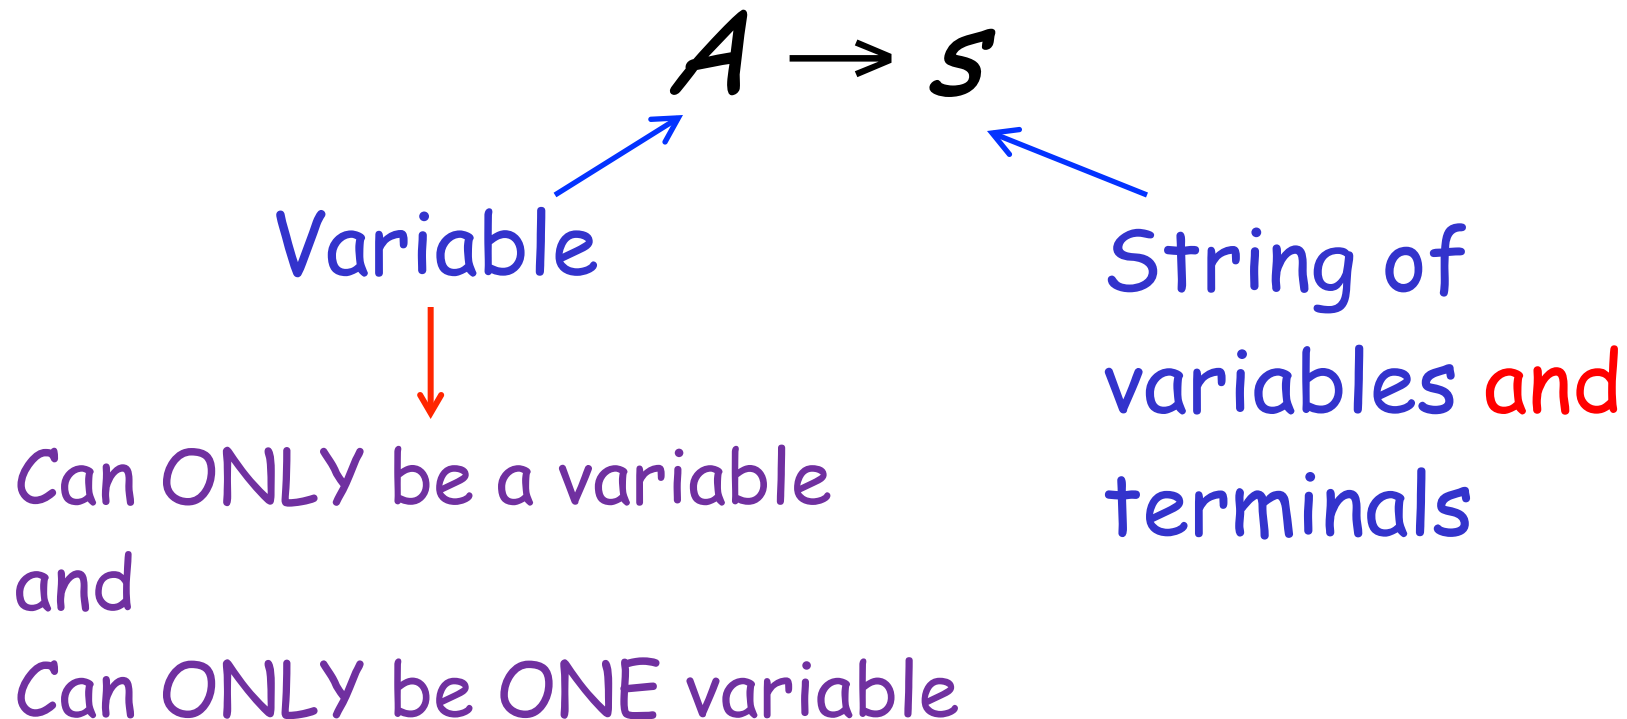 A → s
Variable
String of
variables and
terminals
Can ONLY be a variable
and
Can ONLY be ONE variable